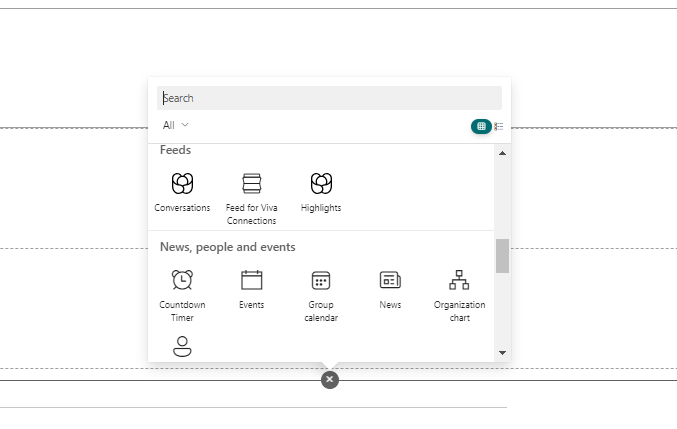 Search
All
Feeds
Conversations
Feed for Viva
Connections
Highlights
News, people and events
Countdown
Timer
Events
Group
calendar
News
Organization
chart